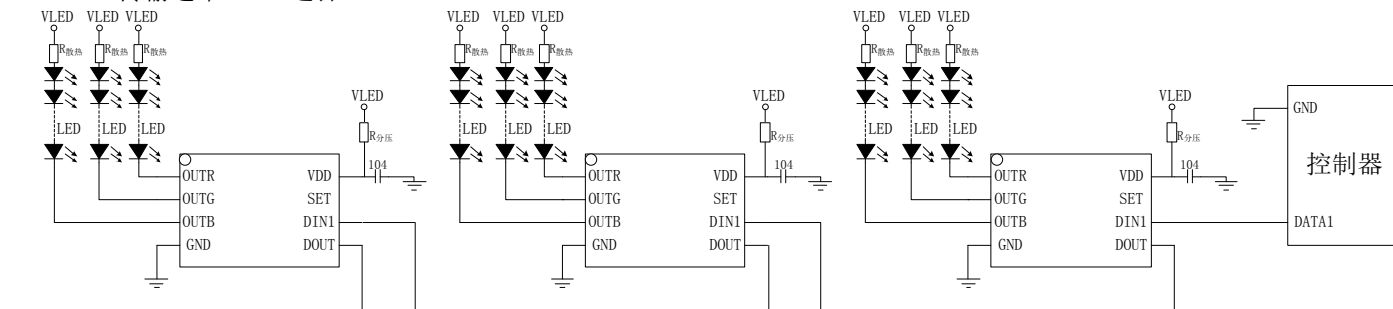 VLED VLED VLED
R散热 R散热 R散热
LED LED LED
VLED
R分压
104
OUTR VDD
OUTG SET
OUTB DIN1
GND DOUT
VLED VLED VLED
R散热 R散热 R散热
LED LED LED
VLED
R分压
104
OUTR VDD
OUTG SET
OUTB DIN1
GND DOUT
VLED VLED VLED
R散热 R散热 R散热
LED LED LED
VLED
R分压
104
OUTR VDD
OUTG SET
OUTB DIN1
GND DOUT
GND
控制器
DATA1